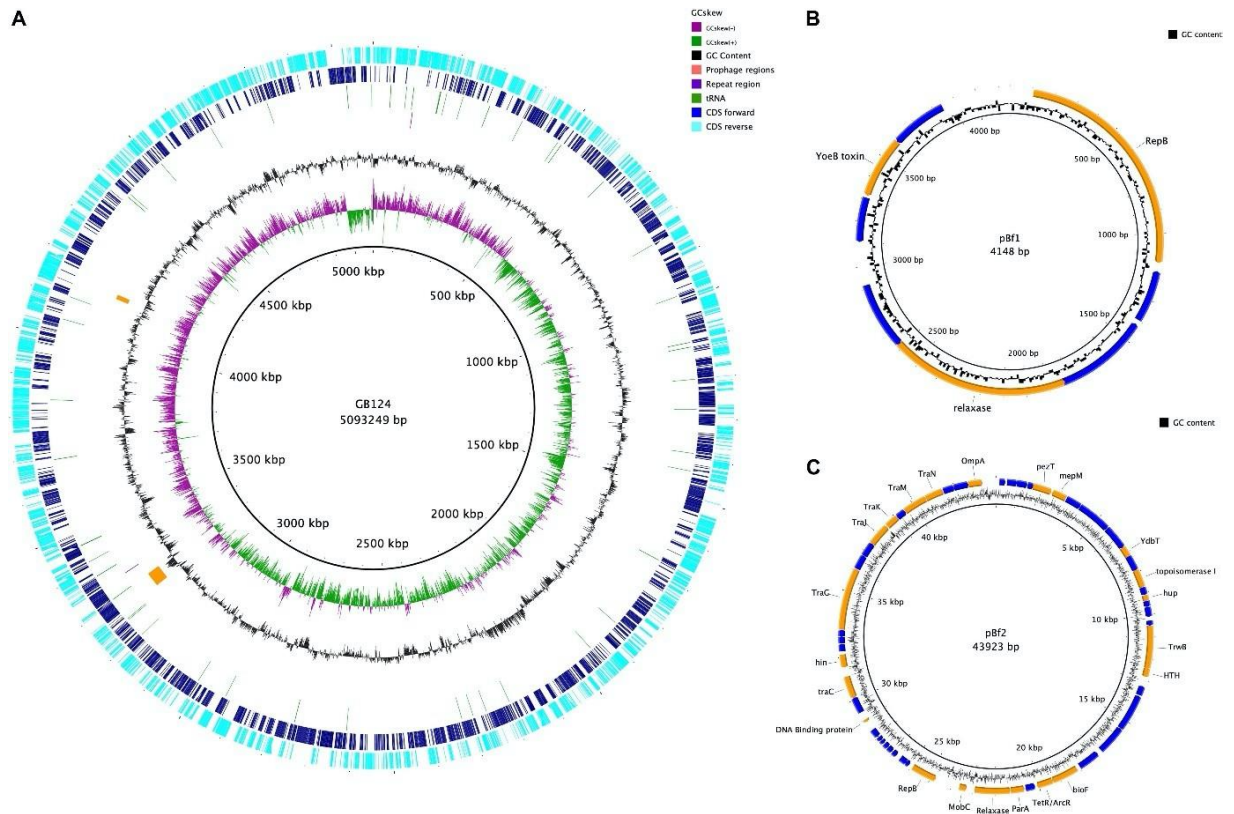 A
GCskew
GCskew(-)
GCskew(+)
GC Content
Prophage regions
Repeat region
tRNA
CDS forward
CDS reverse
5000 kbp
500 kbp
1000 kbp
1500 kbp
2000 kbp
2500 kbp
3000 kbp
3500 kbp
4000 kbp
4500 kbp
GB124
5093249 bp
B
GC content
RepB
YoeB toxin
relaxase
4000 bp
500 bp
1000 bp
1500 bp
2000 bp
2500 bp
3000 bp
3500 bp
pBf1
4148 bp
GC content
C
OmpA
pezT
mepM
YdbT
topoisomerase I
hup
TrwB
HTH
bioF
TetR/ArcR
ParA
Relaxase
MobC
RepB
DNA Binding protein
traC
hin
TraG
TraJ
TraK
TraM
TraN
5 kbp
10 kbp
15 kbp
20 kbp
25 kbp
30 kbp
35 kbp
40 kbp
pBf2
43923 bp